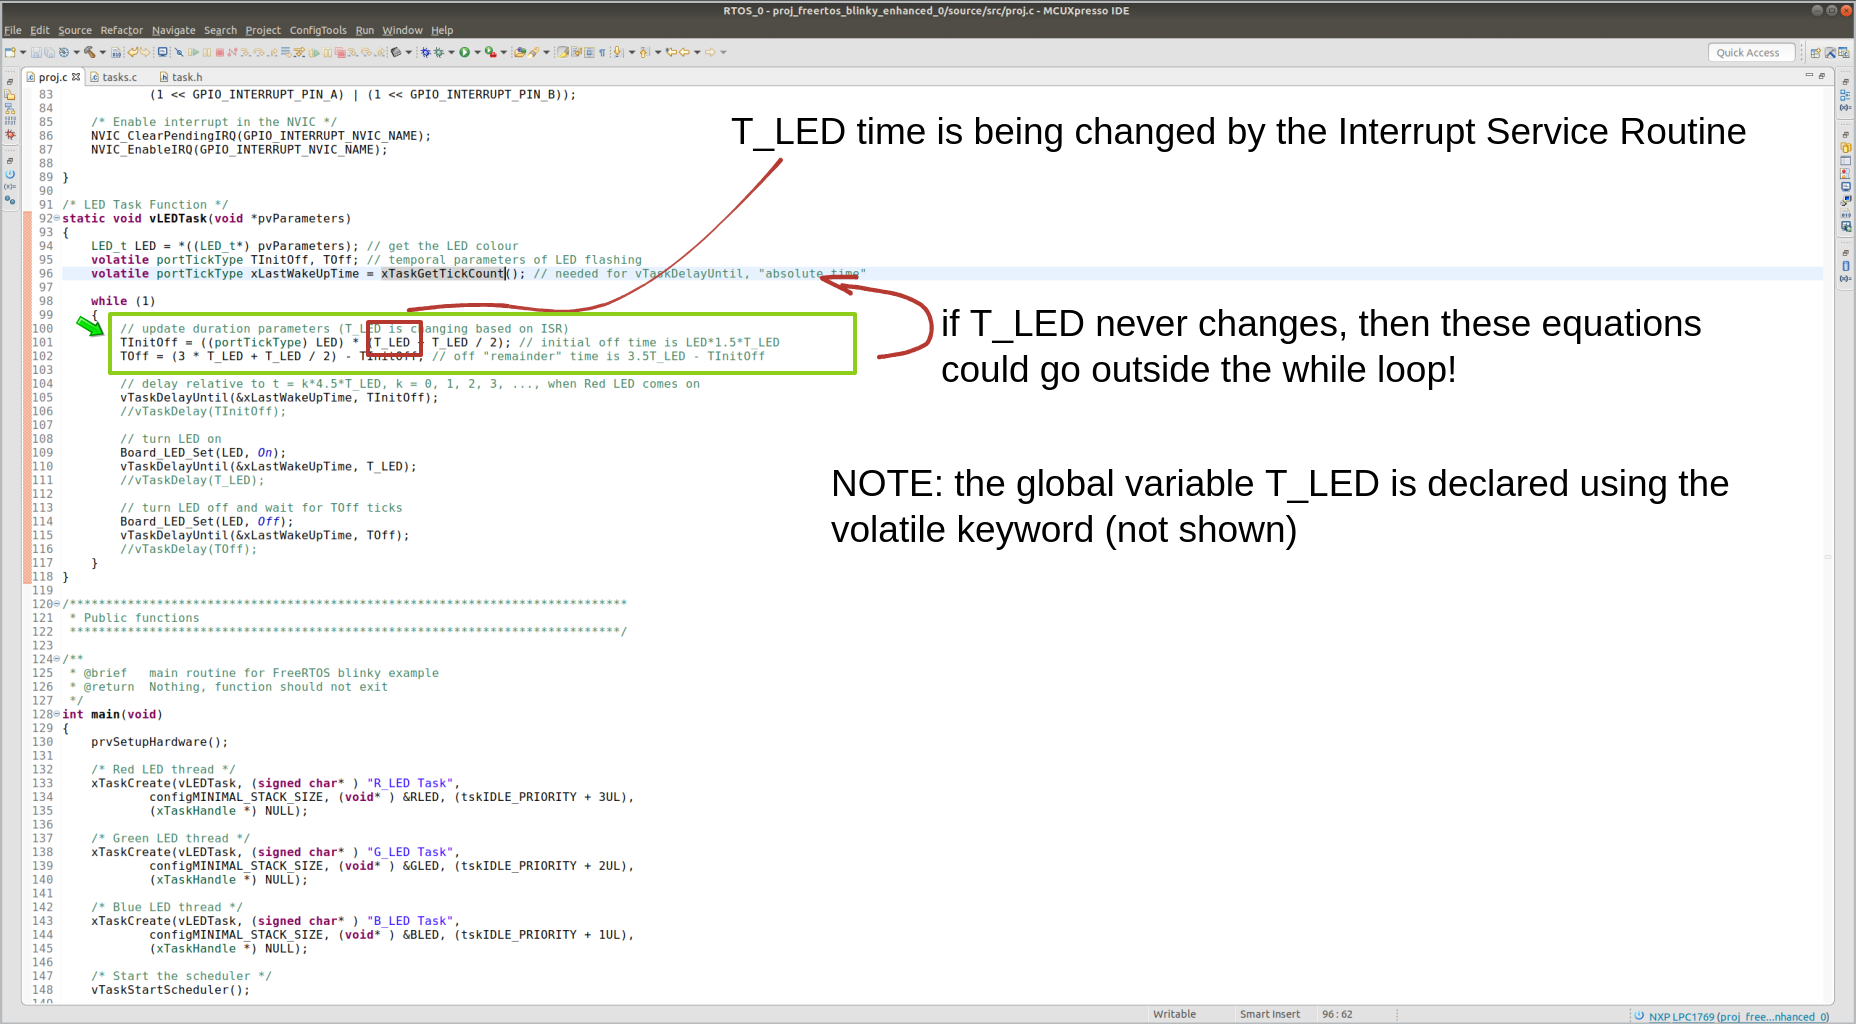 RTOS_0 - proj_freertos_blinky_enhanced_0/source/src/proj.c - MCUXpresso IDE
File Edit Source Refactor Navigate Search Project ConfigTools Run Window Help
Quick Access
proj.c tasks.c task.h
83 (1 << GPIO_INTERRUPT_PIN_A) | (1 << GPIO_INTERRUPT_PIN_B));
84
85 /* Enable interrupt in the NVIC */
86 NVIC_ClearPendingIRQ(GPIO_INTERRUPT_NVIC_NAME);
87 NVIC_EnableIRQ(GPIO_INTERRUPT_NVIC_NAME);
88
89 }
90
91 /* LED Task Function */
92 static void vLEDTask(void *pvParameters)
93 {
94 LED_t LED = *((LED_t*) pvParameters); // get the LED colour
95 volatile portTickType TInitOff, TOff; // temporal parameters of LED flashing
96 volatile portTickType xLastWakeUpTime = xTaskGetTickCount(); // needed for vTaskDelayUntil, "absolute time"
97
98 while (1)
99 {
100 // update duration parameters (T_LED is changing based on ISR)
101 TInitOff = ((portTickType) LED) * (T_LED + T_LED / 2); // initial off time is LED*1.5*T_LED
102 TOff = (3 * T_LED + T_LED / 2) - TInitOff; // off "remainder" time is 3.5T_LED - TInitOff
103
104 // delay relative to t = k*4.5*T_LED, k = 0, 1, 2, 3, ..., when Red LED comes on
105 vTaskDelayUntil(&xLastWakeUpTime, TInitOff);
106 //vTaskDelay(TInitOff);
107
108 // turn LED on
109 Board_LED_Set(LED, On);
110 vTaskDelayUntil(&xLastWakeUpTime, T_LED);
111 //vTaskDelay(T_LED);
112
113 // turn LED off and wait for TOff ticks
114 Board_LED_Set(LED, Off);
115 vTaskDelayUntil(&xLastWakeUpTime, TOff);
116 //vTaskDelay(TOff);
117 }
118 }
119
120 /*****************************************************************************
121 * Public functions
122 ****************************************************************************/
123
124 /**
125 * @brief main routine for FreeRTOS blinky example
126 * @return Nothing, function should not exit
127 */
128 int main(void)
129 {
130 prvSetupHardware();
131
132 /* Red LED thread */
133 xTaskCreate(vLEDTask, (signed char* ) "R_LED Task",
134 configMINIMAL_STACK_SIZE, (void* ) &RLED, (tskIDLE_PRIORITY + 3UL),
135 (xTaskHandle *) NULL);
136
137 /* Green LED thread */
138 xTaskCreate(vLEDTask, (signed char* ) "G_LED Task",
139 configMINIMAL_STACK_SIZE, (void* ) &GLED, (tskIDLE_PRIORITY + 2UL),
140 (xTaskHandle *) NULL);
141
142 /* Blue LED thread */
143 xTaskCreate(vLEDTask, (signed char* ) "B_LED Task",
144 configMINIMAL_STACK_SIZE, (void* ) &BLED, (tskIDLE_PRIORITY + 1UL),
145 (xTaskHandle *) NULL);
146
147 /* Start the scheduler */
148 vTaskStartScheduler();
T_LED time is being changed by the Interrupt Service Routine
if T_LED never changes, then these equations
could go outside the while loop!
NOTE: the global variable T_LED is declared using the
volatile keyword (not shown)
Writable Smart Insert 96 : 62
NXP LPC1769 (proj_free...nhanced_0)